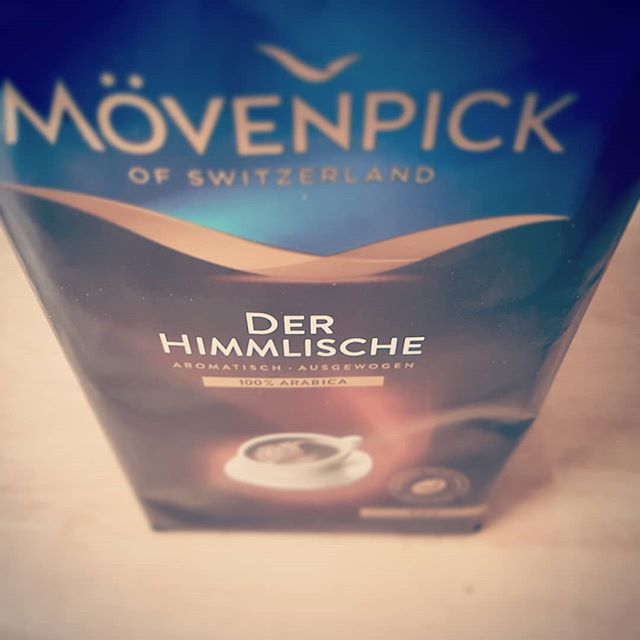 MÖVENPICK
OF SWITZERLAND
DER
HIMMLISCHE
AROMATISCH · AUSGEWOGEN
100% ARABICA